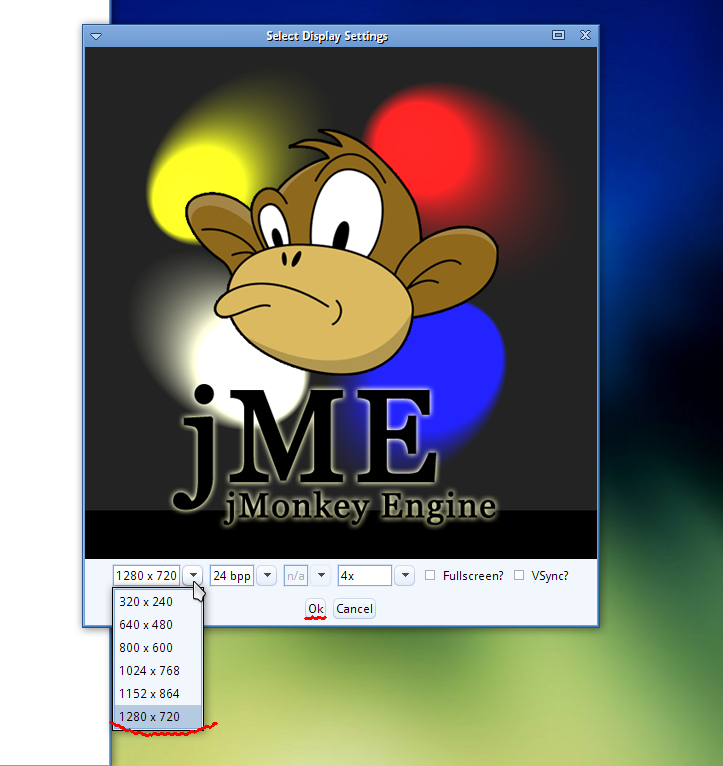 Select Display Settings
jME
jMonkey Engine
1280 x 720 24 bpp n/a 4x Fullscreen? VSync?
Ok Cancel
320 x 240
640 x 480
800 x 600
1024 x 768
1152 x 864
1280 x 720